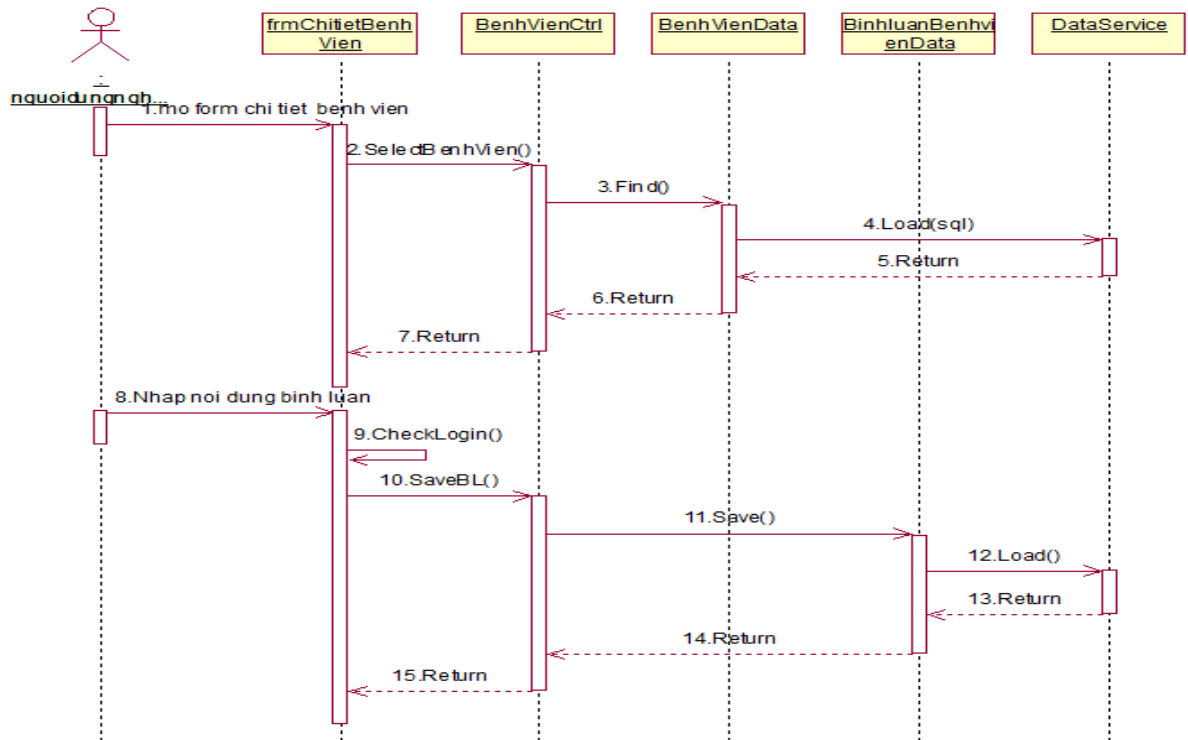 frmChitietBenh
Vien
BenhVienCtrl
BenhVienData
BinhluanBenhvi
enData
DataService
:
nguoidungngh...
1.mo form chi tiet benh vien
2.SelectBenhVien()
3.Find()
4.Load(sql)
5.Return
6.Return
7.Return
8.Nhap noi dung binh luan
9.CheckLogin()
10.SaveBL()
11.Save()
12.Load()
13.Return
14.Return
15.Return